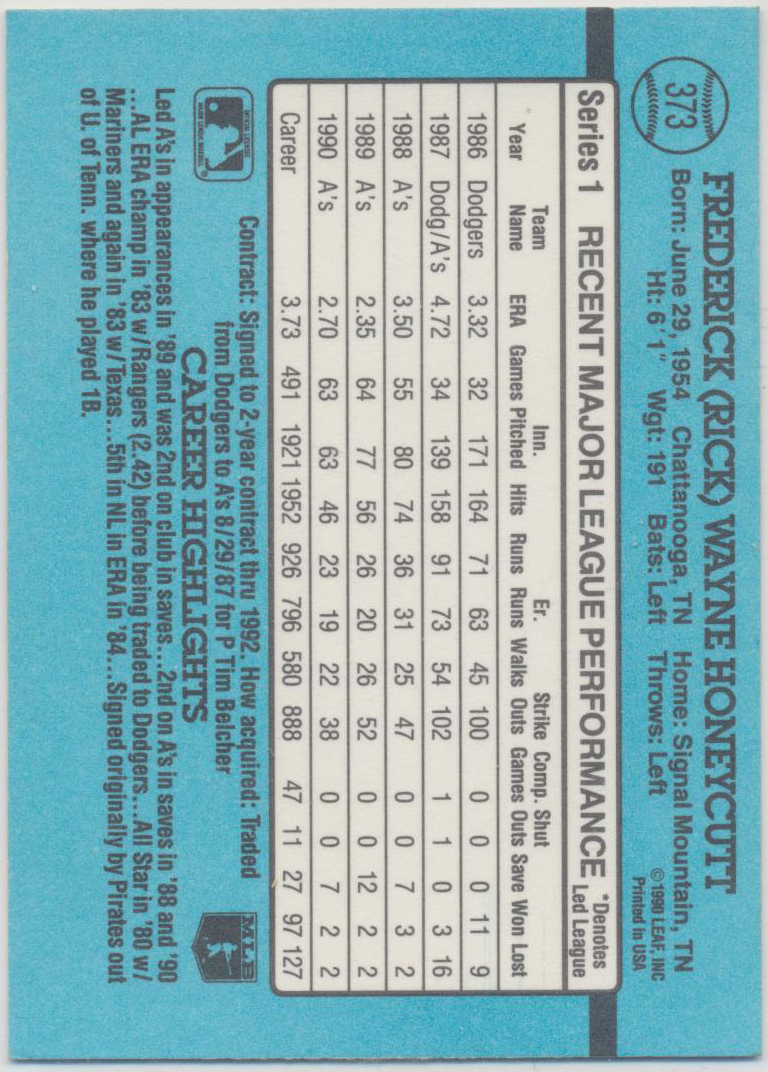 373
FREDERICK (RICK) WAYNE HONEYCUTT
Born: June 29, 1954 Chattanooga, TN Home: Signal Mountain, TN
Ht: 6'1" Wgt: 191 Bats: Left Throws: Left
©1990 LEAF, INC
Printed in USA
Series 1 RECENT MAJOR LEAGUE PERFORMANCE *Denotes
Led League
Team Inn. Er. Strike Comp. Shut
Year Name ERA Games Pitched Hits Runs Runs Walks Outs Games Outs Save Won Lost
1986 Dodgers 3.32 32 171 164 71 63 45 100 0 0 0 11 9
1987 Dodg/A's 4.72 34 139 158 91 73 54 102 1 1 0 3 16
1988 A's 3.50 55 80 74 36 31 25 47 0 0 7 3 2
1989 A's 2.35 64 77 56 26 20 26 52 0 0 12 2 2
1990 A's 2.70 63 63 46 23 19 22 38 0 0 7 2 2
Career 3.73 491 1921 1952 926 796 580 888 47 11 27 97 127
OFFICIAL LICENSEE
MAJOR LEAGUE BASEBALL
®
Contract: Signed to 2-year contract thru 1992. How acquired: Traded
from Dodgers to A's 8/29/87 for P Tim Belcher
MLB
CAREER HIGHLIGHTS
Led A's in appearances in '89 and was 2nd on club in saves...2nd on A's in saves in '88 and '90
...AL ERA champ in '83 w/Rangers (2.42) before being traded to Dodgers...All Star in '80 w/
Mariners and again in '83 w/Texas...5th in NL in ERA in '84...Signed originally by Pirates out
of U. of Tenn. where he played 1B.